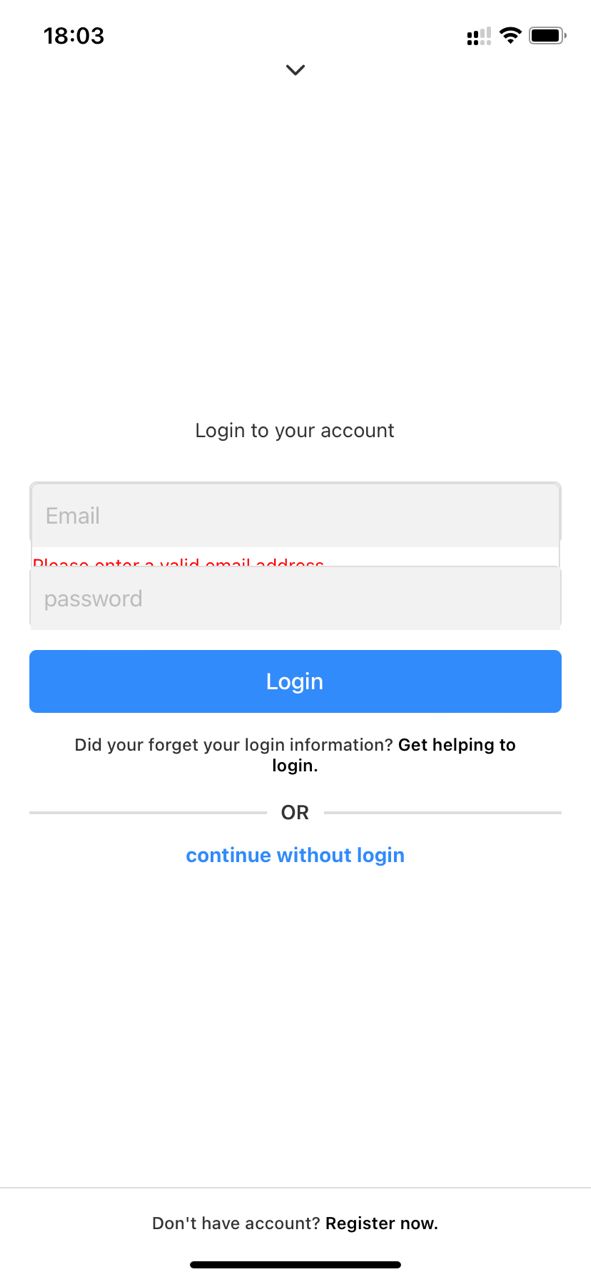 18:03
Login to your account
Email
Please enter a valid email address
password
Login
Did your forget your login information? Get helping to
login.
OR
continue without login
Don't have account? Register now.